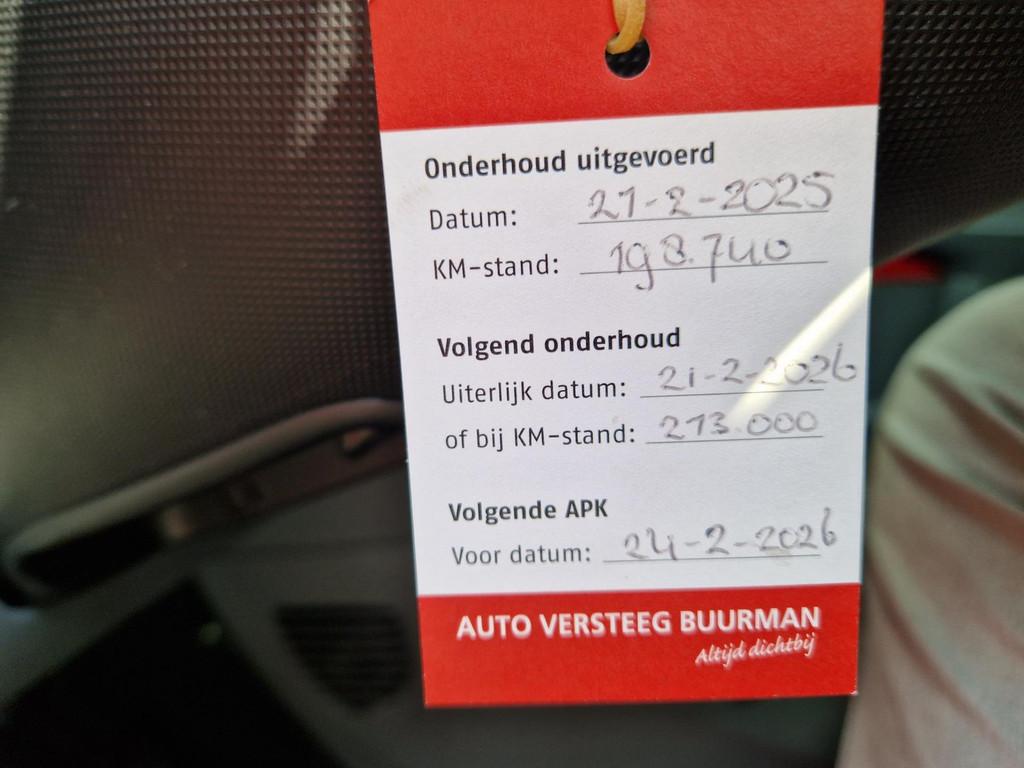 Onderhoud uitgevoerd
Datum: 21-2-2025
KM-stand: 198.740
Volgend onderhoud
Uiterlijk datum: 21-2-2026
of bij KM-stand: 213.000
Volgende APK
Voor datum: 24-2-2026
AUTO VERSTEEG BUURMAN
Altijd dichtbij